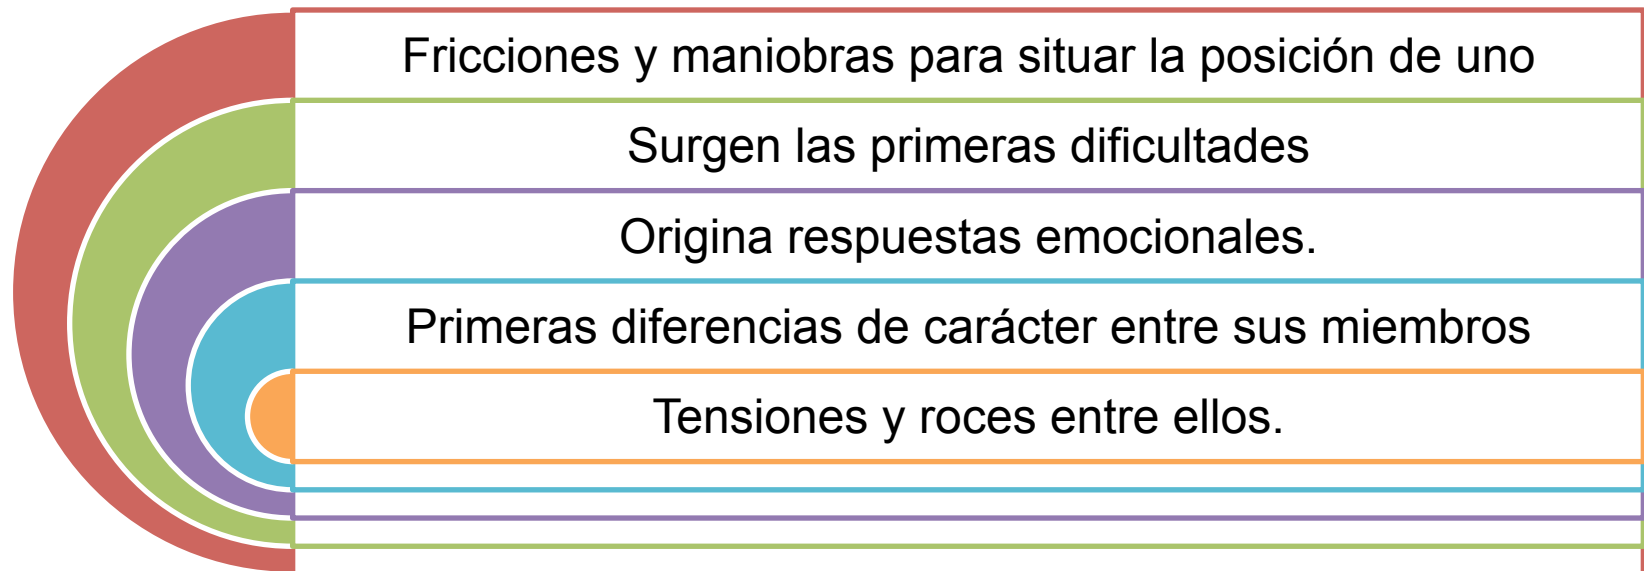 Fricciones y maniobras para situar la posición de uno
Surgen las primeras dificultades
Origina respuestas emocionales.
Primeras diferencias de carácter entre sus miembros
Tensiones y roces entre ellos.